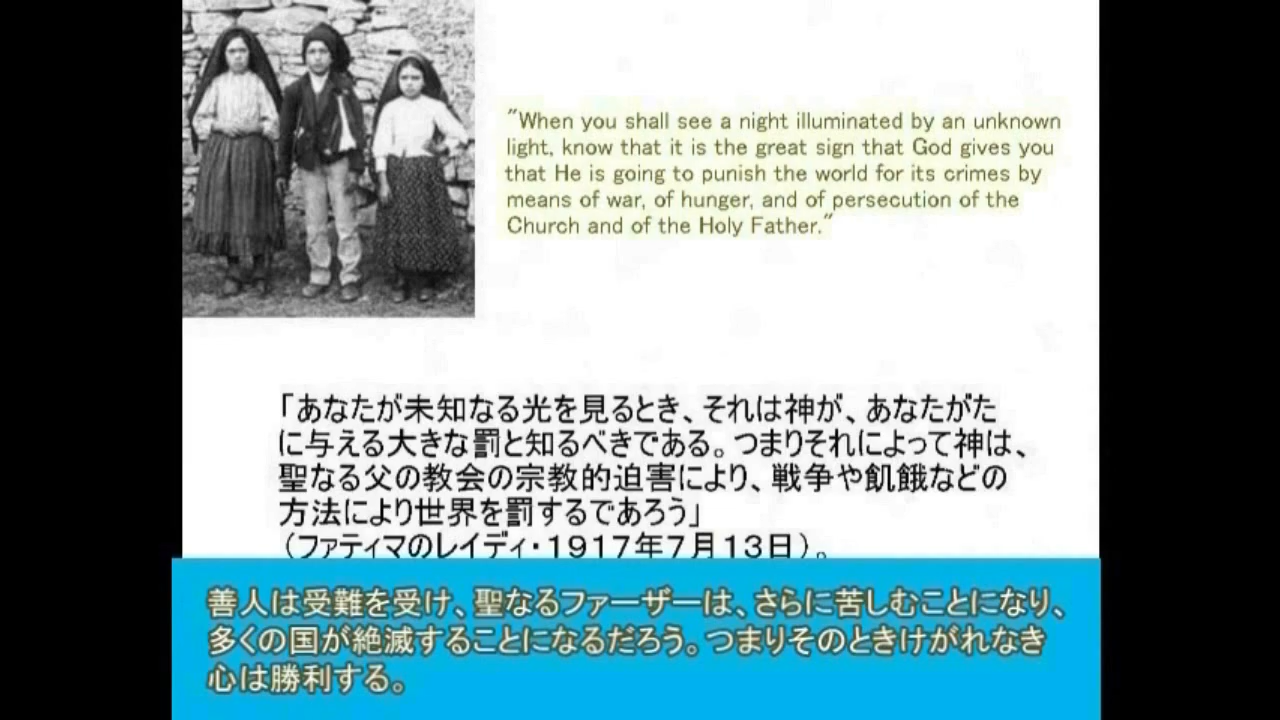 "When you shall see a night illuminated by an unknown
light, know that it is the great sign that God gives you
that He is going to punish the world for its crimes by
means of war, of hunger, and of persecution of the
Church and of the Holy Father."
「あなたが未知なる光を見るとき、それは神が、あなたがた
に与える大きな罰と知るべきである。つまりそれによって神は、
聖なる父の教会の宗教的迫害により、戦争や飢餓などの
方法により世界を罰するであろう」
（ファティマのレイディ・１９１７年７月１３日）。
善人は受難を受け、聖なるファーザーは、さらに苦しむことになり、
多くの国が絶滅することになるだろう。つまりそのときけがれなき
心は勝利する。